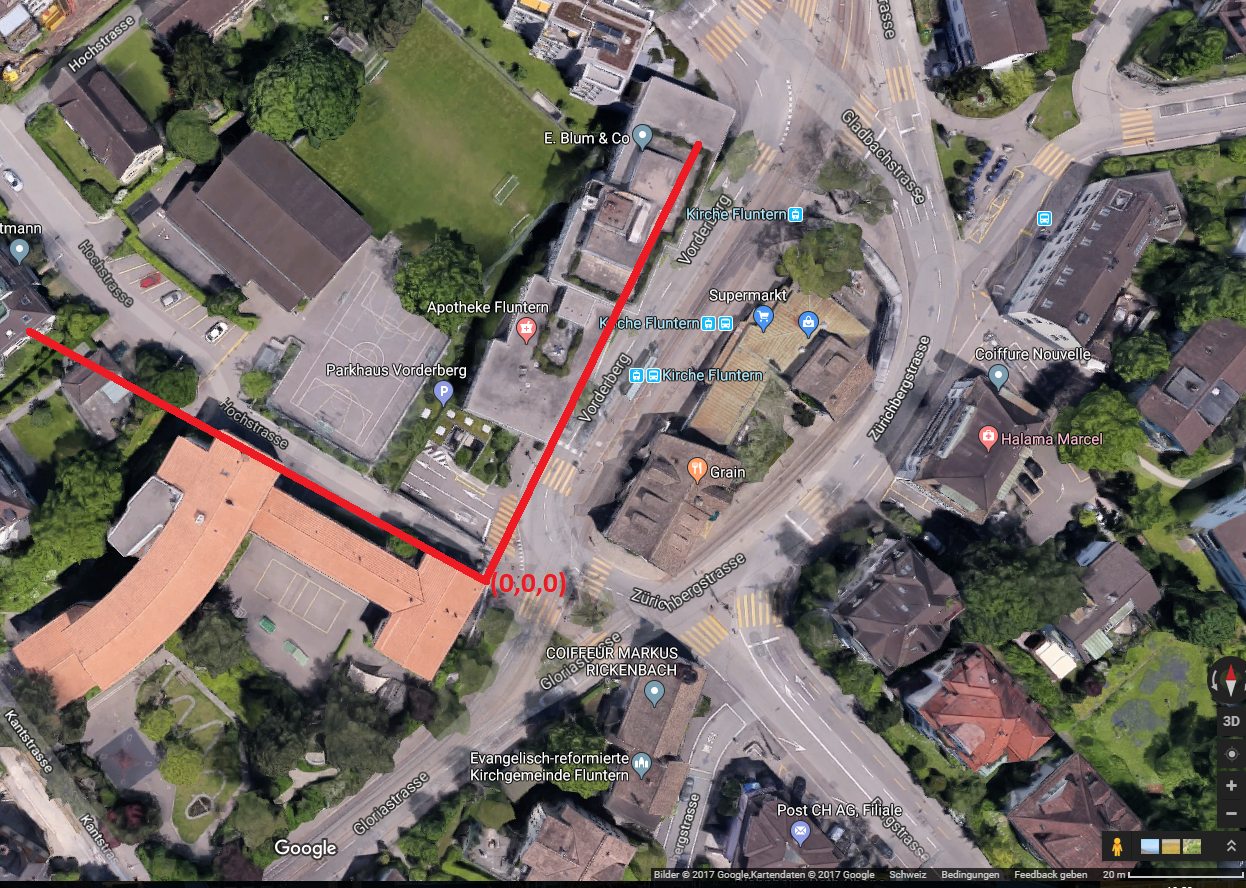 Hochstrasse
E. Blum & Co
Gladbachstrasse
tmann
Hochstrasse
Kirche Fluntern
Vorderberg
Apotheke Fluntern
Supermarkt
Kirche Fluntern
Parkhaus Vorderberg
P
Kirche Fluntern
Vorderberg
Coiffure Nouvelle
Zürichbergstrasse
Hochstrasse
Halama Marcel
Grain
(0,0,0)
Zürichbergstrasse
COIFFEUR MARKUS
RICKENBACH
Gloriastrasse
Kantstrasse
3D
Evangelisch-reformierte
Kirchgemeinde Fluntern
Gloriastrasse
Post CH AG, Filiale
Google
Bilder © 2017 Google,Kartendaten © 2017 Google Schweiz Bedingungen Feedback geben 20 m